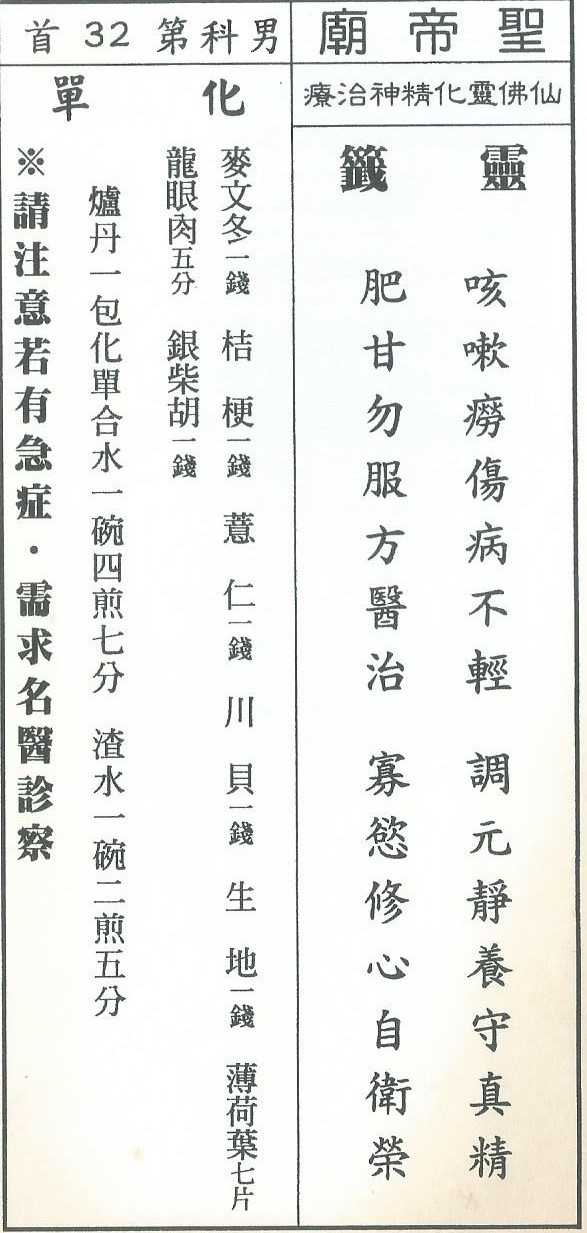 聖帝廟
仙佛靈化精神治療
靈籤
咳嗽癆傷病不輕 調元靜養守真精
肥甘勿服方醫治 寡慾修心自衛榮
男科第32首
化單
麥文冬一錢 桔梗一錢 薏仁一錢 川貝一錢 生地一錢 薄荷葉七片
龍眼肉五分 銀柴胡一錢
爐丹一包化單合水一碗四煎七分 渣水一碗二煎五分
※請注意若有急症．需求名醫診察